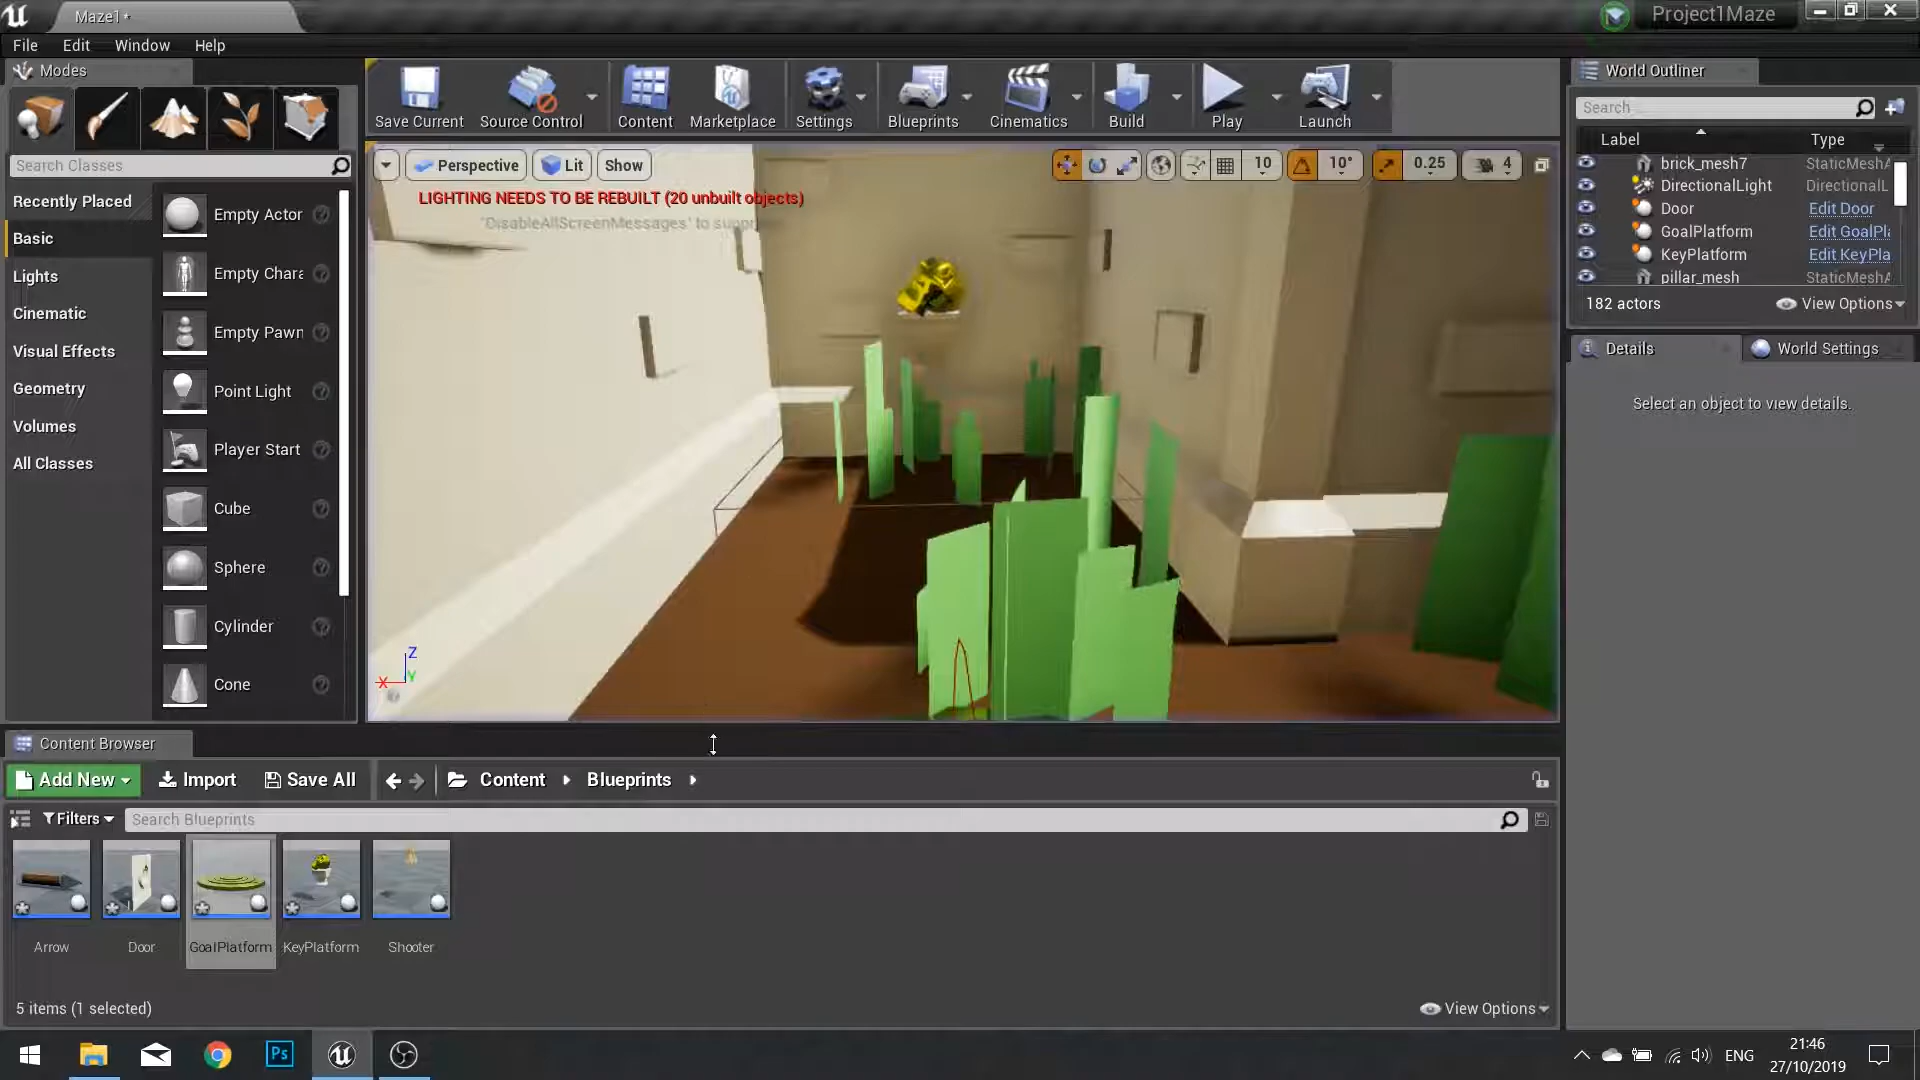 Maze1*
Project1Maze
File Edit Window Help
Modes
Search Classes
Recently Placed
Basic
Lights
Cinematic
Visual Effects
Geometry
Volumes
All Classes
Empty Actor
Empty Chara
Empty Pawn
Point Light
Player Start
Cube
Sphere
Cylinder
Cone
Save Current
Source Control
Content
Marketplace
Settings
Blueprints
Cinematics
Build
Play
Launch
Perspective
Lit
Show
10
10°
0.25
4
LIGHTING NEEDS TO BE REBUILT (20 unbuilt objects)
'DisableAllScreenMessages' to suppre
Z
X
Y
World Outliner
Search
Label Type
brick_mesh7 StaticMeshA
DirectionalLight DirectionalL
Door Edit Door
GoalPlatform Edit GoalPla
KeyPlatform Edit KeyPla
pillar_mesh StaticMeshA
182 actors
View Options
Details
World Settings
Select an object to view details.
Content Browser
Add New
Import
Save All
Content
Blueprints
Filters
Search Blueprints
Arrow
Door
GoalPlatform
KeyPlatform
Shooter
5 items (1 selected)
View Options
Ps
ENG
21:46
27/10/2019